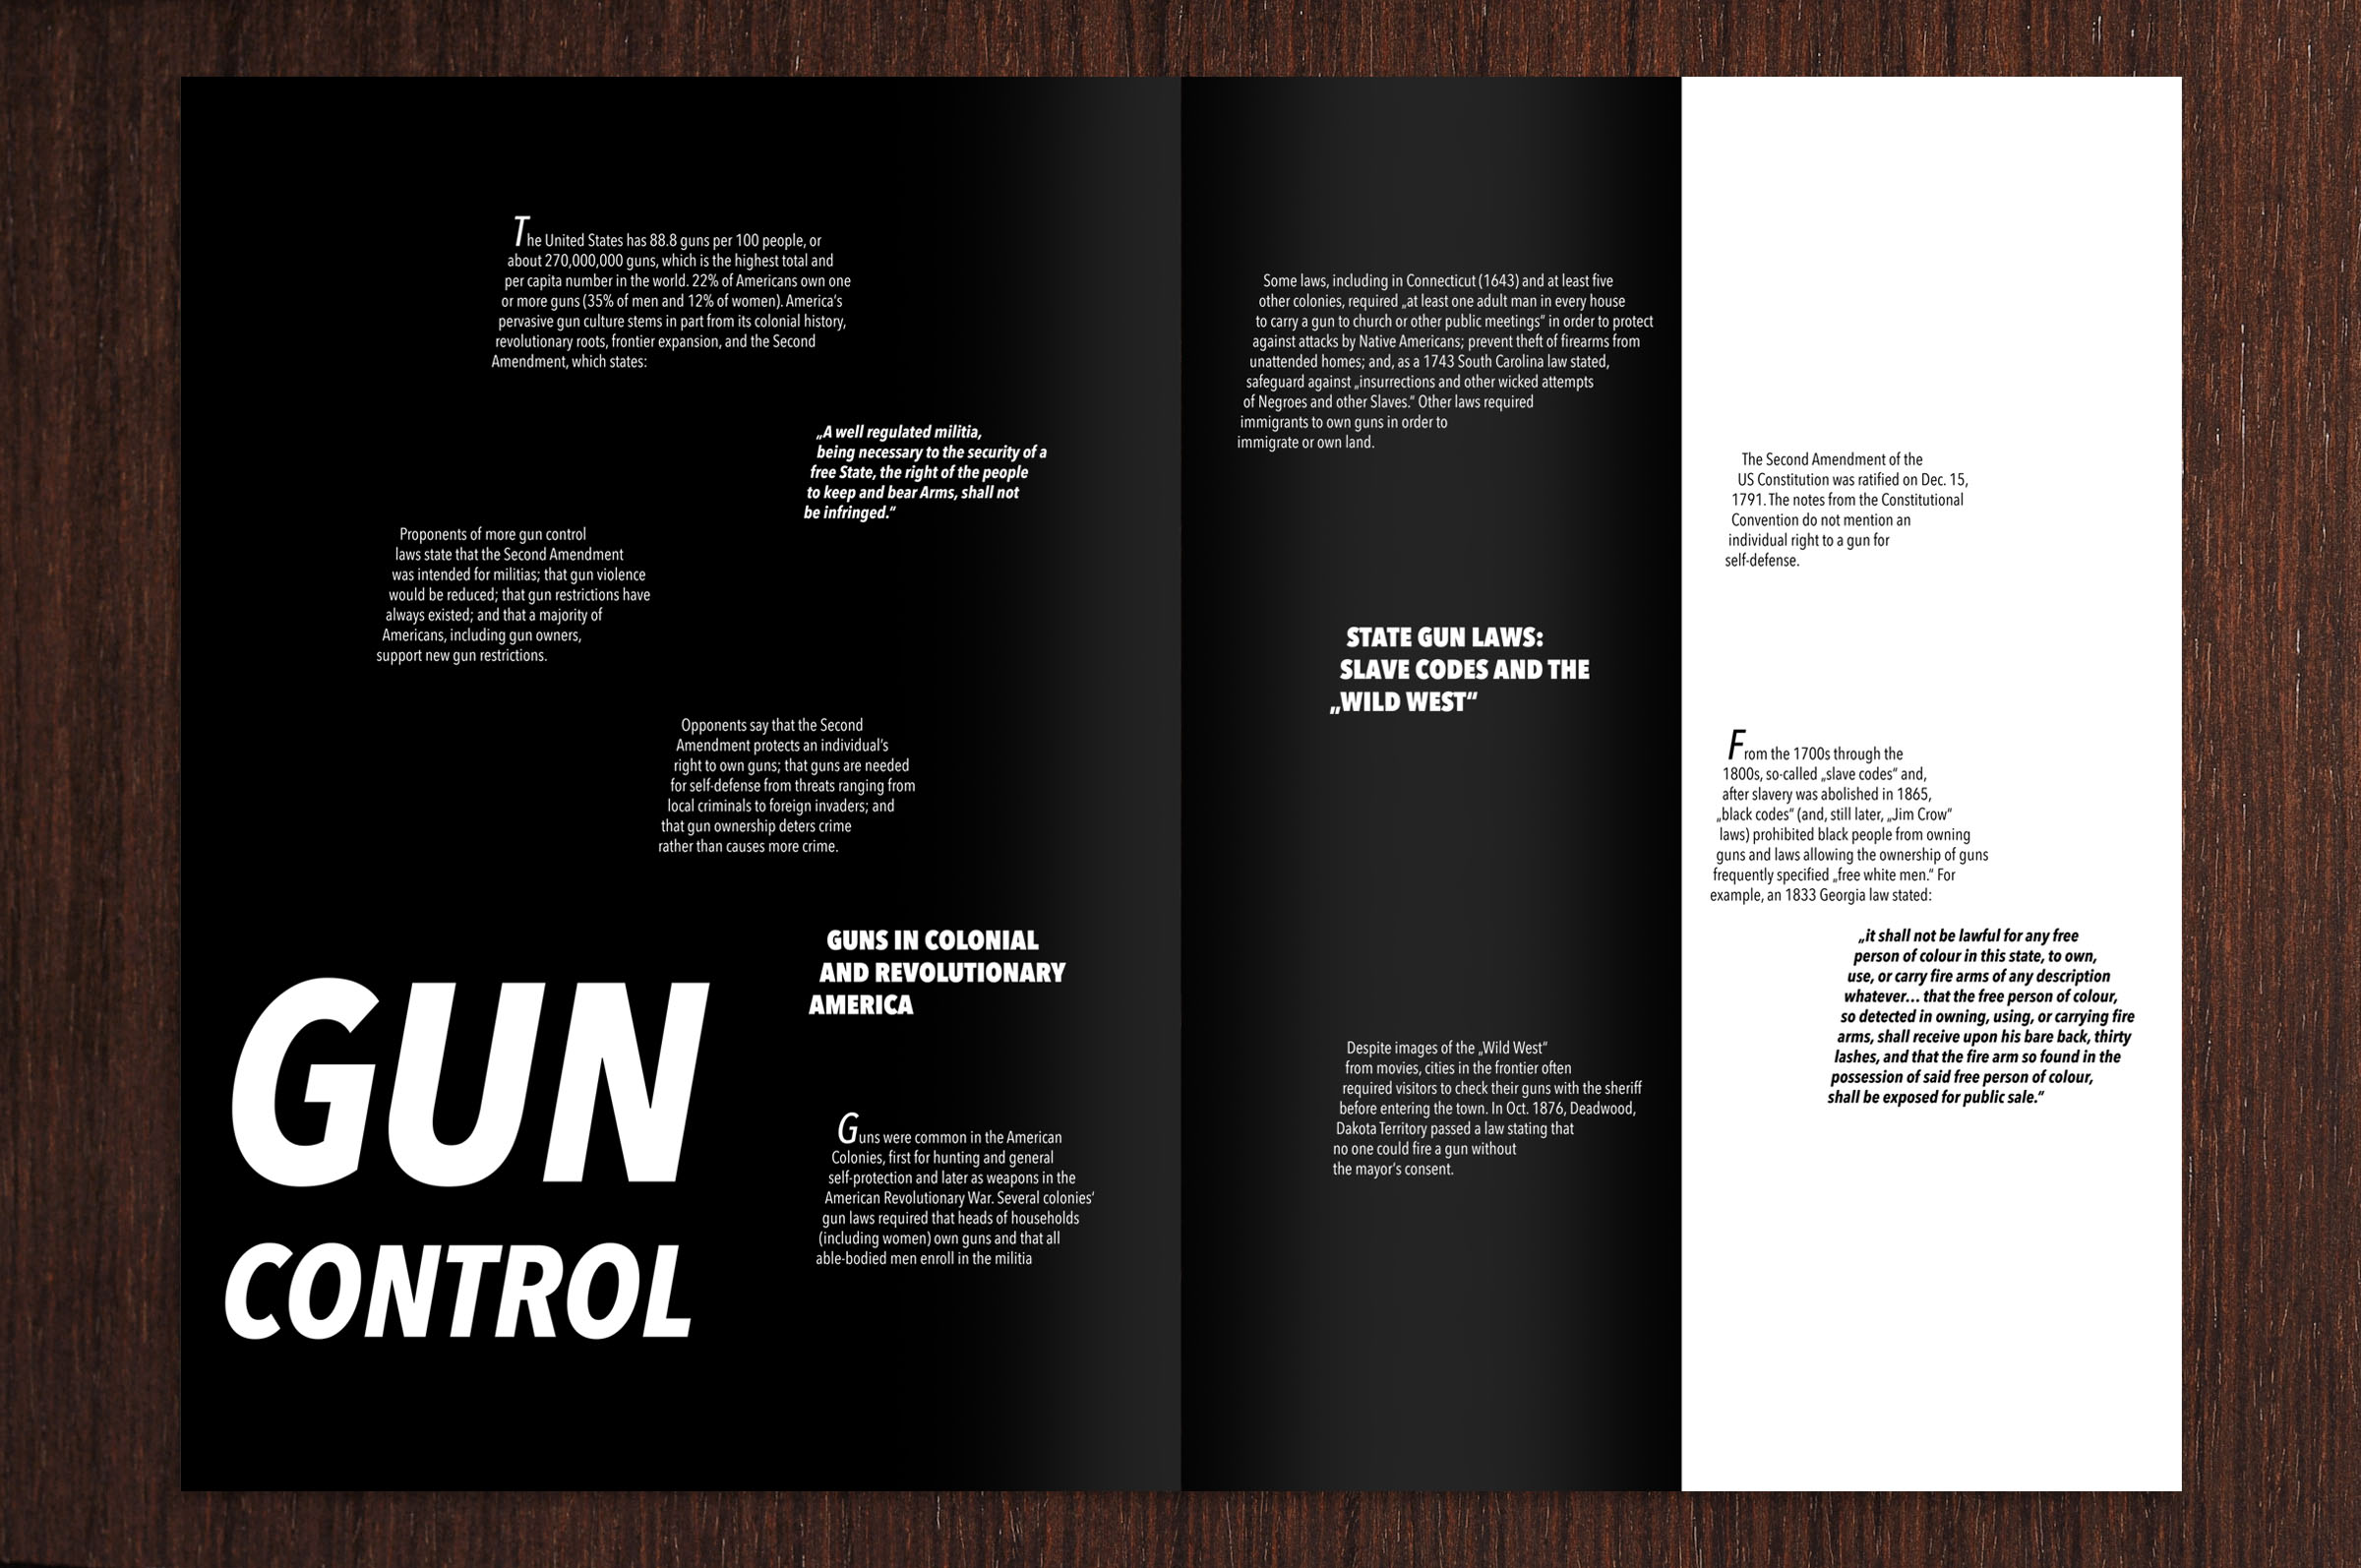 The United States has 88.8 guns per 100 people, or
about 270,000,000 guns, which is the highest total and
per capita number in the world. 22% of Americans own one
or more guns (35% of men and 12% of women). America's
pervasive gun culture stems in part from its colonial history,
revolutionary roots, frontier expansion, and the Second
Amendment, which states:
„A well regulated militia,
being necessary to the security of a
free State, the right of the people
to keep and bear Arms, shall not
be infringed.“
Proponents of more gun control
laws state that the Second Amendment
was intended for militias; that gun violence
would be reduced; that gun restrictions have
always existed; and that a majority of
Americans, including gun owners,
support new gun restrictions.
Opponents say that the Second
Amendment protects an individual's
right to own guns; that guns are needed
for self-defense from threats ranging from
local criminals to foreign invaders; and
that gun ownership deters crime
rather than causes more crime.
GUN
CONTROL
GUNS IN COLONIAL
AND REVOLUTIONARY
AMERICA
Guns were common in the American
Colonies, first for hunting and general
self-protection and later as weapons in the
American Revolutionary War. Several colonies‘
gun laws required that heads of households
(including women) own guns and that all
able-bodied men enroll in the militia
Some laws, including in Connecticut (1643) and at least five
other colonies, required „at least one adult man in every house
to carry a gun to church or other public meetings“ in order to protect
against attacks by Native Americans; prevent theft of firearms from
unattended homes; and, as a 1743 South Carolina law stated,
safeguard against „insurrections and other wicked attempts
of Negroes and other Slaves.“ Other laws required
immigrants to own guns in order to
immigrate or own land.
STATE GUN LAWS:
SLAVE CODES AND THE
„WILD WEST“
Despite images of the „Wild West“
from movies, cities in the frontier often
required visitors to check their guns with the sheriff
before entering the town. In Oct. 1876, Deadwood,
Dakota Territory passed a law stating that
no one could fire a gun without
the mayor's consent.
The Second Amendment of the
US Constitution was ratified on Dec. 15,
1791. The notes from the Constitutional
Convention do not mention an
individual right to a gun for
self-defense.
From the 1700s through the
1800s, so-called „slave codes“ and,
after slavery was abolished in 1865,
„black codes“ (and, still later, „Jim Crow“
laws) prohibited black people from owning
guns and laws allowing the ownership of guns
frequently specified „free white men.“ For
example, an 1833 Georgia law stated:
„it shall not be lawful for any free
person of colour in this state, to own,
use, or carry fire arms of any description
whatever... that the free person of colour,
so detected in owning, using, or carrying fire
arms, shall receive upon his bare back, thirty
lashes, and that the fire arm so found in the
possession of said free person of colour,
shall be exposed for public sale.“